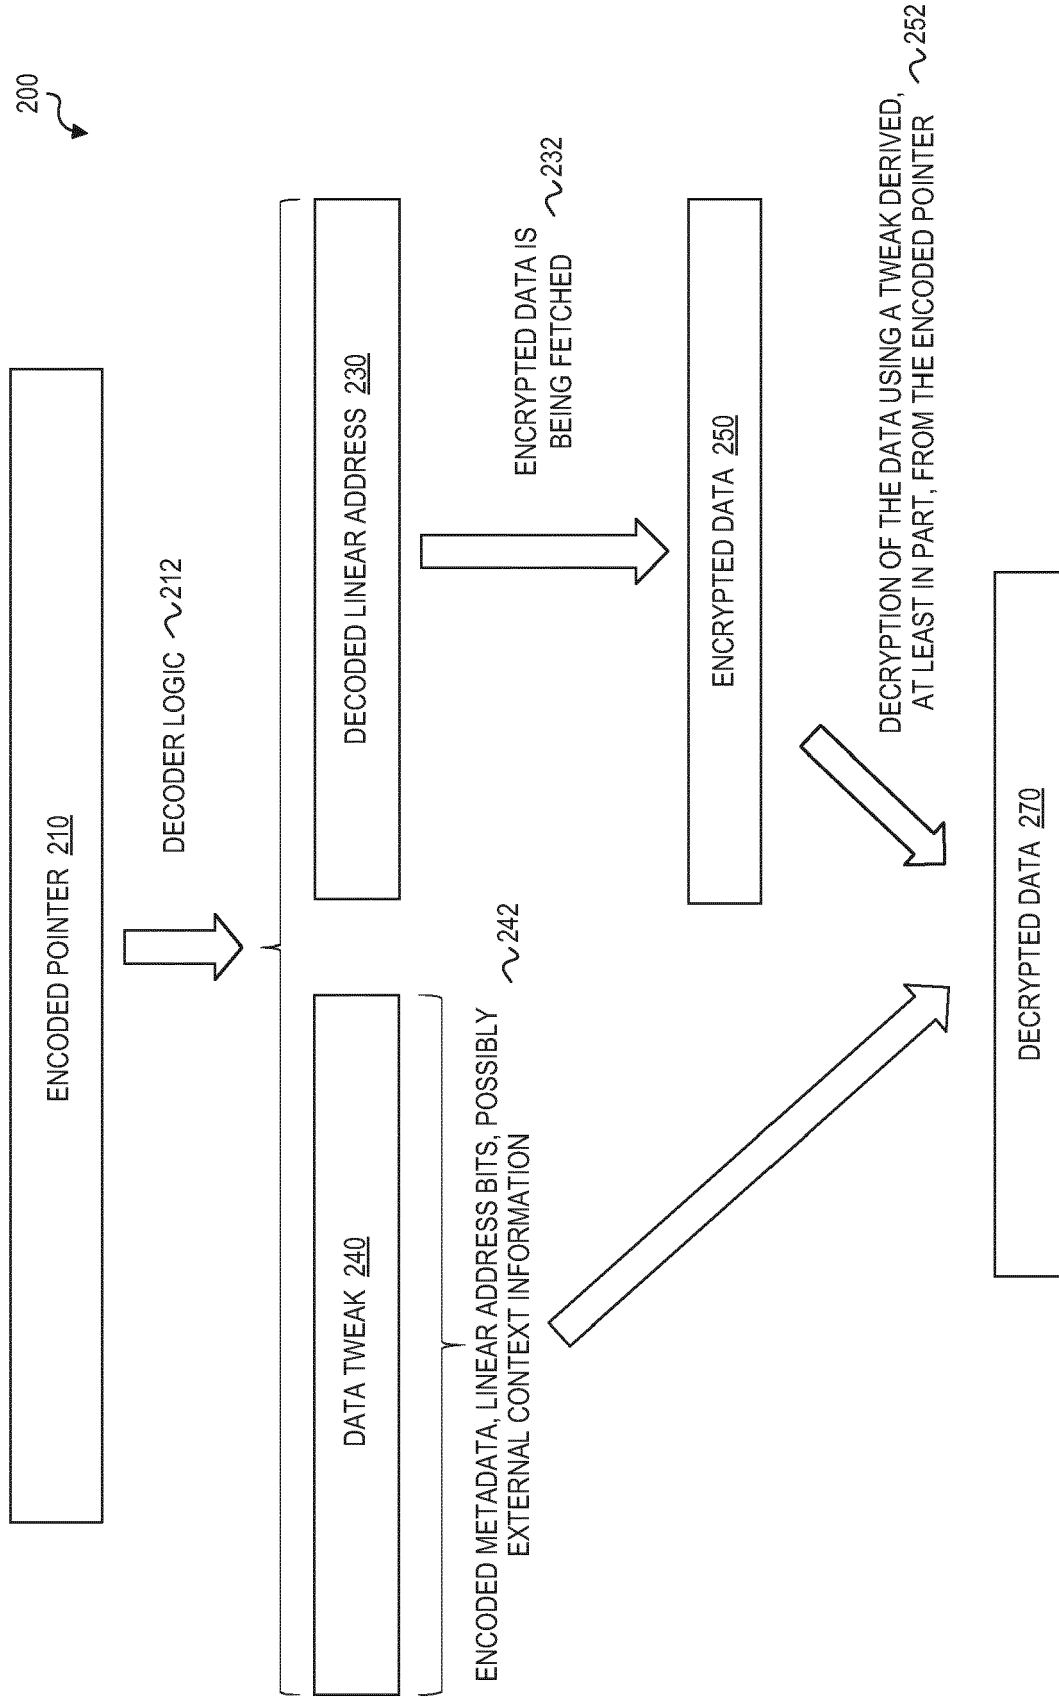 200
ENCODED POINTER 210
DECODER LOGIC 212
DATA TWEAK 240
DECODED LINEAR ADDRESS 230
ENCODED METADATA, LINEAR ADDRESS BITS, POSSIBLY
EXTERNAL CONTEXT INFORMATION
242
ENCRYPTED DATA IS
BEING FETCHED
232
ENCRYPTED DATA 250
DECRYPTION OF THE DATA USING A TWEAK DERIVED,
AT LEAST IN PART, FROM THE ENCODED POINTER
252
DECRYPTED DATA 270